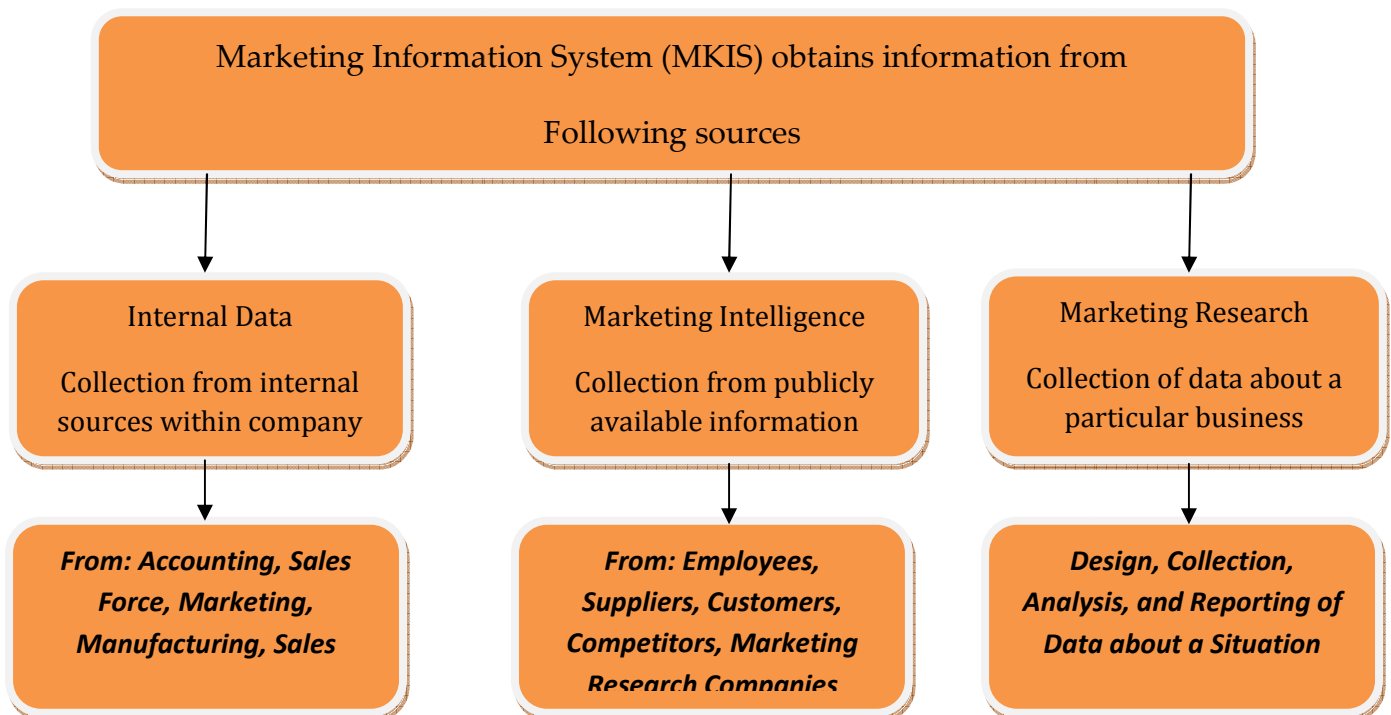 Marketing Information System (MKIS) obtains information from
Following sources
Internal Data
Collection from internal
sources within company
Marketing Intelligence
Collection from publicly
available information
Marketing Research
Collection of data about a
particular business
From: Accounting, Sales
Force, Marketing,
Manufacturing, Sales
From: Employees,
Suppliers, Customers,
Competitors, Marketing
Research Companies
Design, Collection,
Analysis, and Reporting of
Data about a Situation